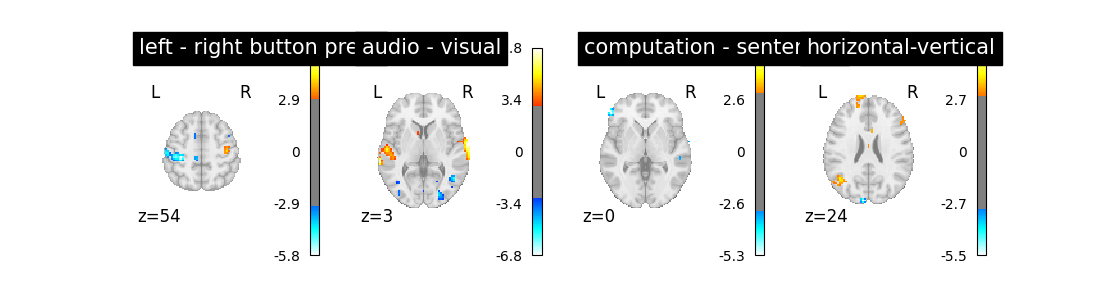 left - right button pre
audio - visual
computation - senten
horizontal-vertical
L R
2.9
0
-2.9
-5.8
z=54
L R
.8
3.4
0
-3.4
-6.8
z=3
L R
2.6
0
-2.6
-5.3
z=0
L R
2.7
0
-2.7
-5.5
z=24